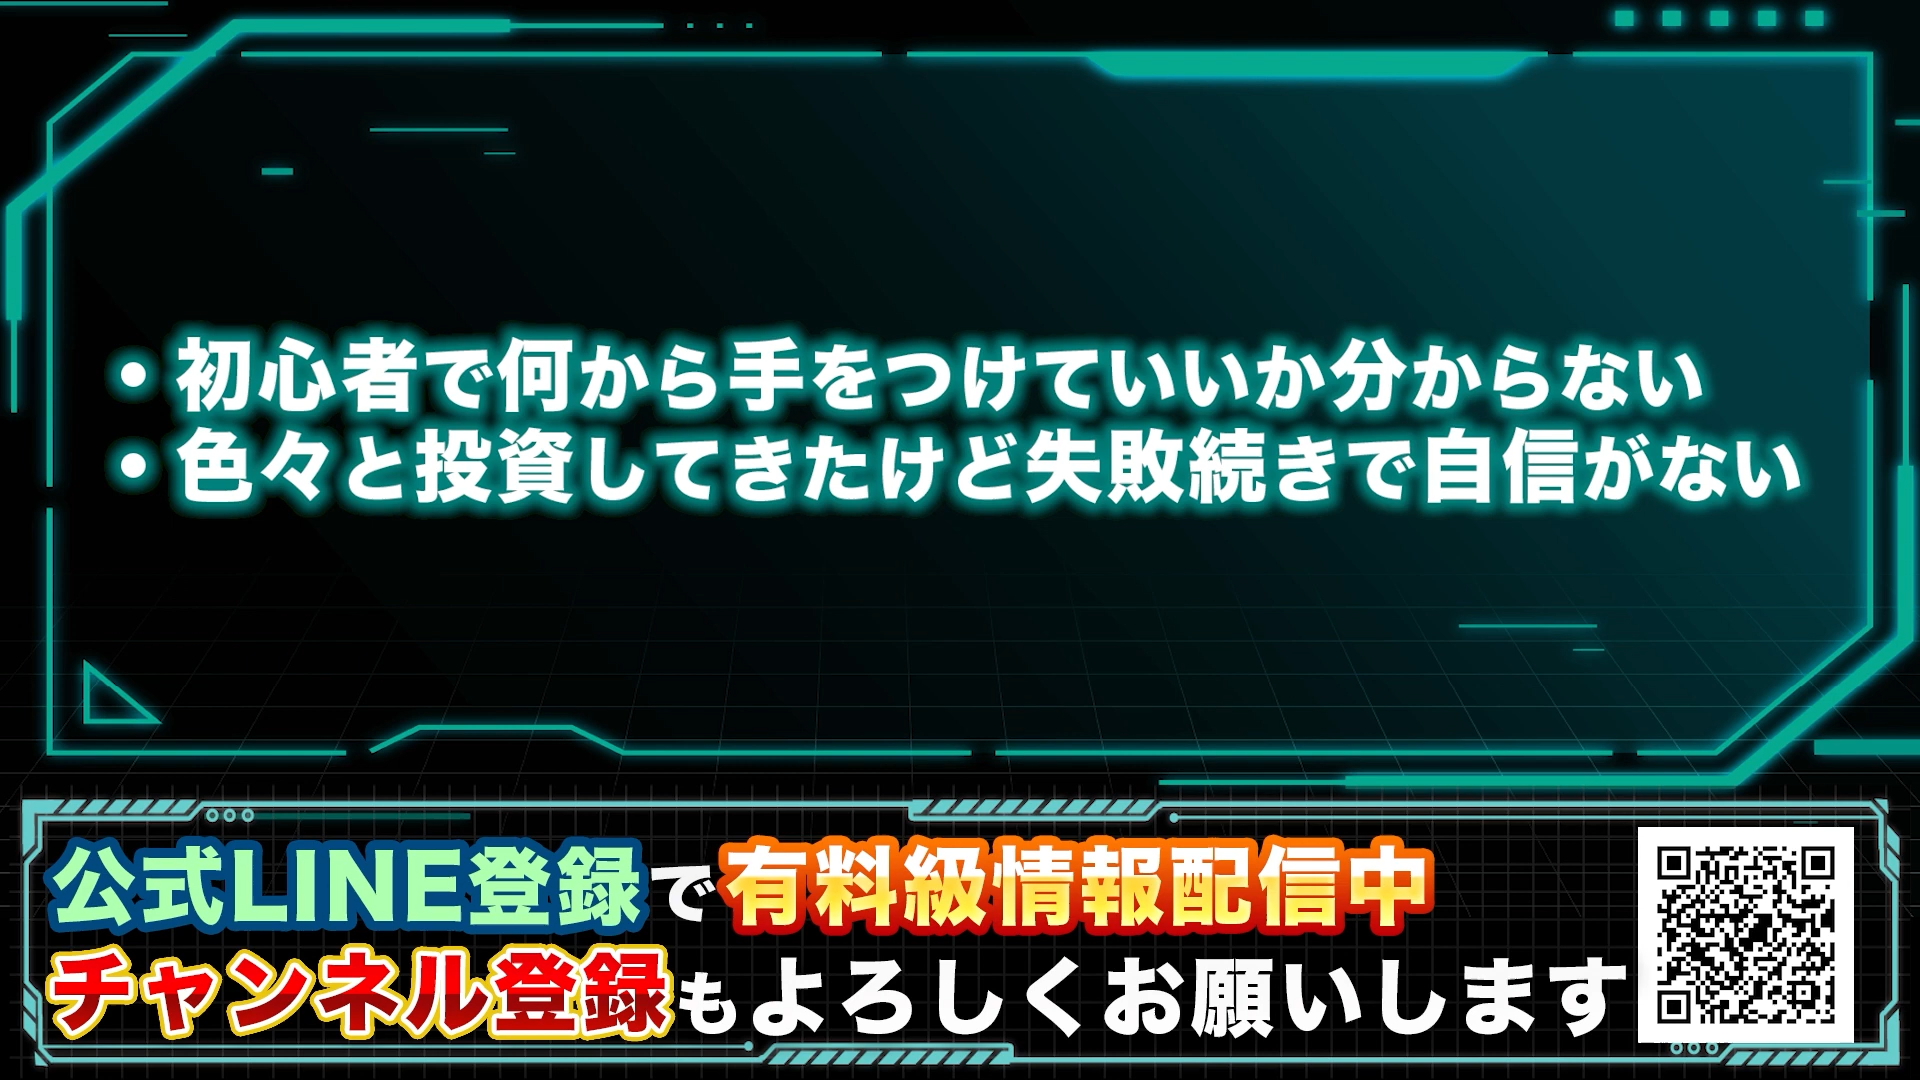 ・初心者で何から手をつけていいか分からない
・色々と投資してきたけど失敗続きで自信がない
公式LINE登録で有料級情報配信中
チャンネル登録もよろしくお願いします